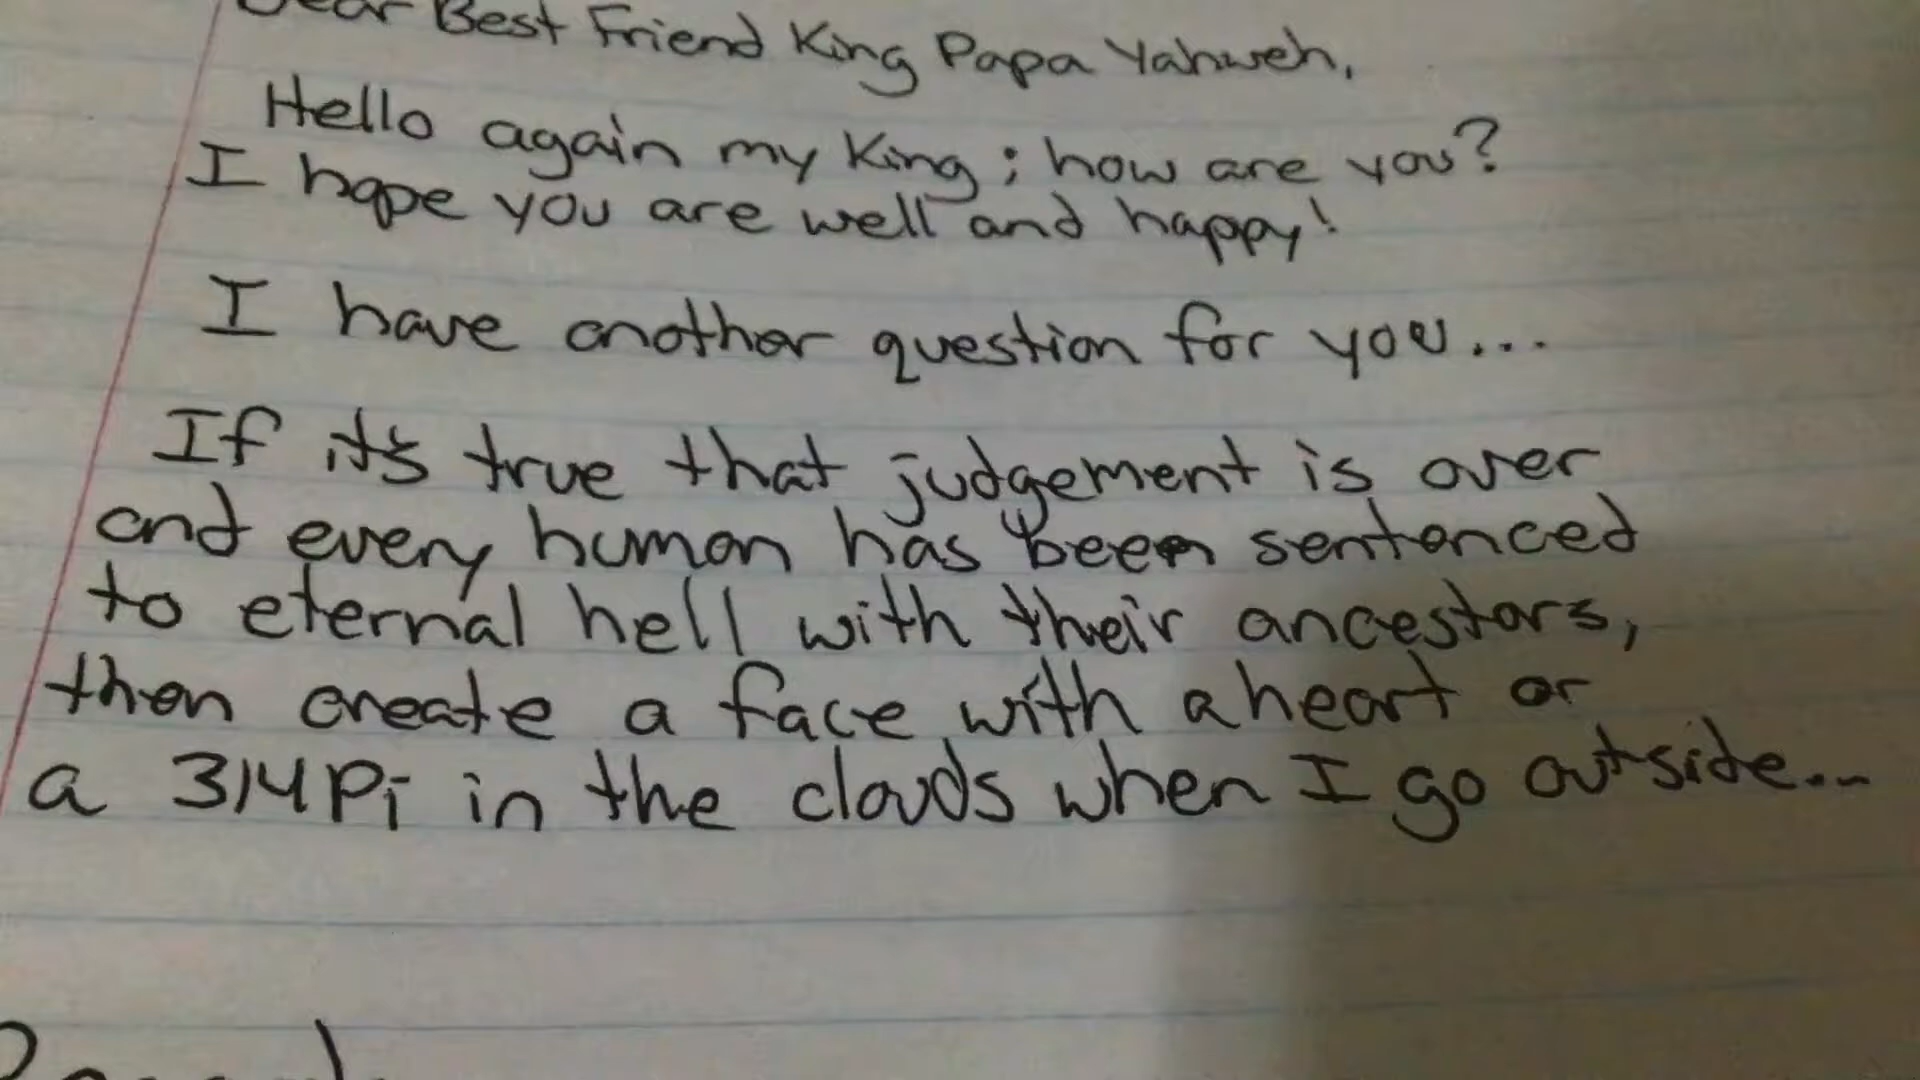 Dear Best Friend King Papa Yahweh,
Hello again my King; how are you?
I hope you are well and happy!
I have another question for you...
If it's true that judgement is over
and every human has been sentenced
to eternal hell with their ancestors,
then create a face with a heart or
a 314Pi in the clouds when I go outside...